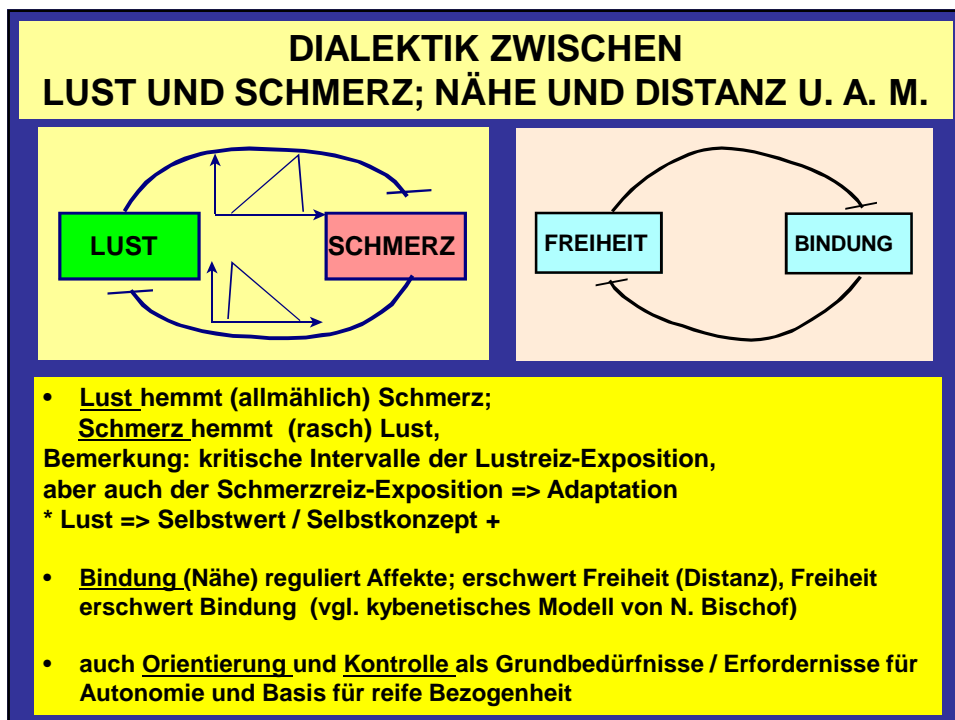 DIALEKTIK ZWISCHEN
LUST UND SCHMERZ; NÄHE UND DISTANZ U. A. M.
LUST
SCHMERZ
FREIHEIT
BINDUNG
• Lust hemmt (allmählich) Schmerz;
Schmerz hemmt (rasch) Lust,
Bemerkung: kritische Intervalle der Lustreiz-Exposition,
aber auch der Schmerzreiz-Exposition => Adaptation
* Lust => Selbstwert / Selbstkonzept +
• Bindung (Nähe) reguliert Affekte; erschwert Freiheit (Distanz), Freiheit
erschwert Bindung (vgl. kybenetisches Modell von N. Bischof)
• auch Orientierung und Kontrolle als Grundbedürfnisse / Erfordernisse für
Autonomie und Basis für reife Bezogenheit